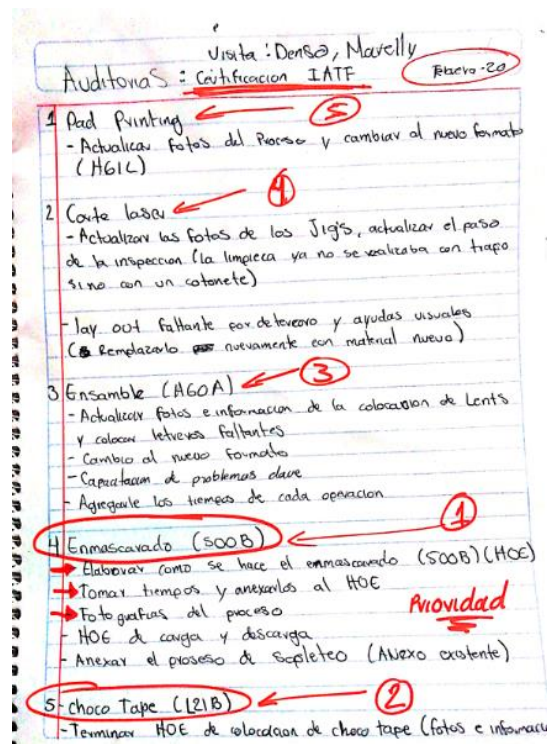 Visita : Denso, Mavelly
Auditorias : Certificacion IATF Febrero-20
1 Pad Printing 5
- Actualizar fotos del Proceso y cambiar al nuevo formato
(H61L)
2 Corte laser 4
- Actualizar las fotos de los Jig's, actualizar el paso
de la inspeccion (la limpieca ya no se realizaba con trapo
sino con un cotonete)
- lay out faltante por deterioro y ayudas visuales
( Remplazarlo nuevamente con material nuevo)
3 Ensamble (H60A) 3
- Actualizar fotos e informacion de la colocacion de Lents
y colocar letreros faltantes
- Cambio al nuevo formato
- Capacitacion de problemas clave
- Agregarle los tiempos de cada operacion
4 Enmascarado (500B) 1
Elaborar como se hace el enmascarado (500B) (HOE)
Tomar tiempos y anexarlos al HOE
Fotografias del proceso Prioridad
- HOE de carga y descarga
- Anexar el proseso de Sopleteo (ANexo existente)
5- choco Tape (L21B) 2
- Terminar HOE de colocacion de choco tape (fotos e informaci